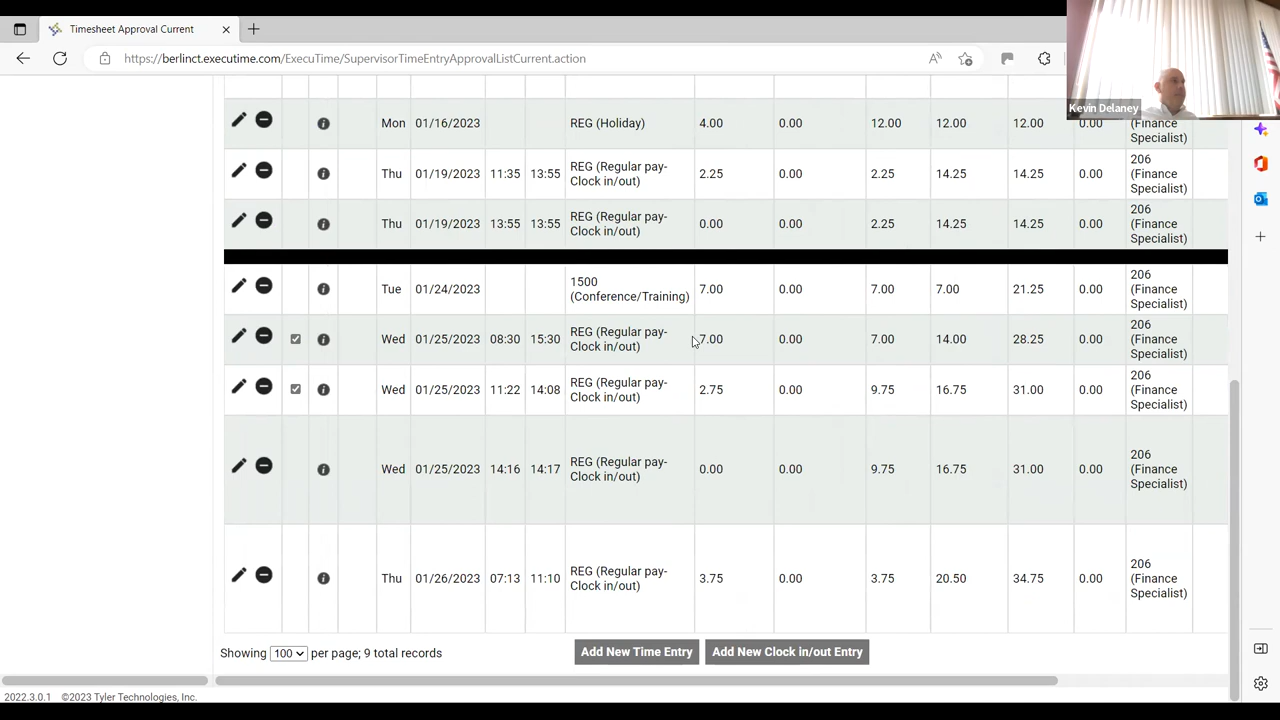 Timesheet Approval Current
https://berlinct.executime.com/ExecuTime/SupervisorTimeEntryApprovalListCurrent.action
Kevin Delaney
Mon 01/16/2023 REG (Holiday) 4.00 0.00 12.00 12.00 12.00 0.00 (Finance Specialist)
Thu 01/19/2023 11:35 13:55 REG (Regular pay-Clock in/out) 2.25 0.00 2.25 14.25 14.25 0.00 206 (Finance Specialist)
Thu 01/19/2023 13:55 13:55 REG (Regular pay-Clock in/out) 0.00 0.00 2.25 14.25 14.25 0.00 206 (Finance Specialist)
Tue 01/24/2023 1500 (Conference/Training) 7.00 0.00 7.00 7.00 21.25 0.00 206 (Finance Specialist)
Wed 01/25/2023 08:30 15:30 REG (Regular pay-Clock in/out) 7.00 0.00 7.00 14.00 28.25 0.00 206 (Finance Specialist)
Wed 01/25/2023 11:22 14:08 REG (Regular pay-Clock in/out) 2.75 0.00 9.75 16.75 31.00 0.00 206 (Finance Specialist)
Wed 01/25/2023 14:16 14:17 REG (Regular pay-Clock in/out) 0.00 0.00 9.75 16.75 31.00 0.00 206 (Finance Specialist)
Thu 01/26/2023 07:13 11:10 REG (Regular pay-Clock in/out) 3.75 0.00 3.75 20.50 34.75 0.00 206 (Finance Specialist)
Showing 100 per page; 9 total records
Add New Time Entry
Add New Clock in/out Entry
2022.3.0.1 ©2023 Tyler Technologies, Inc.